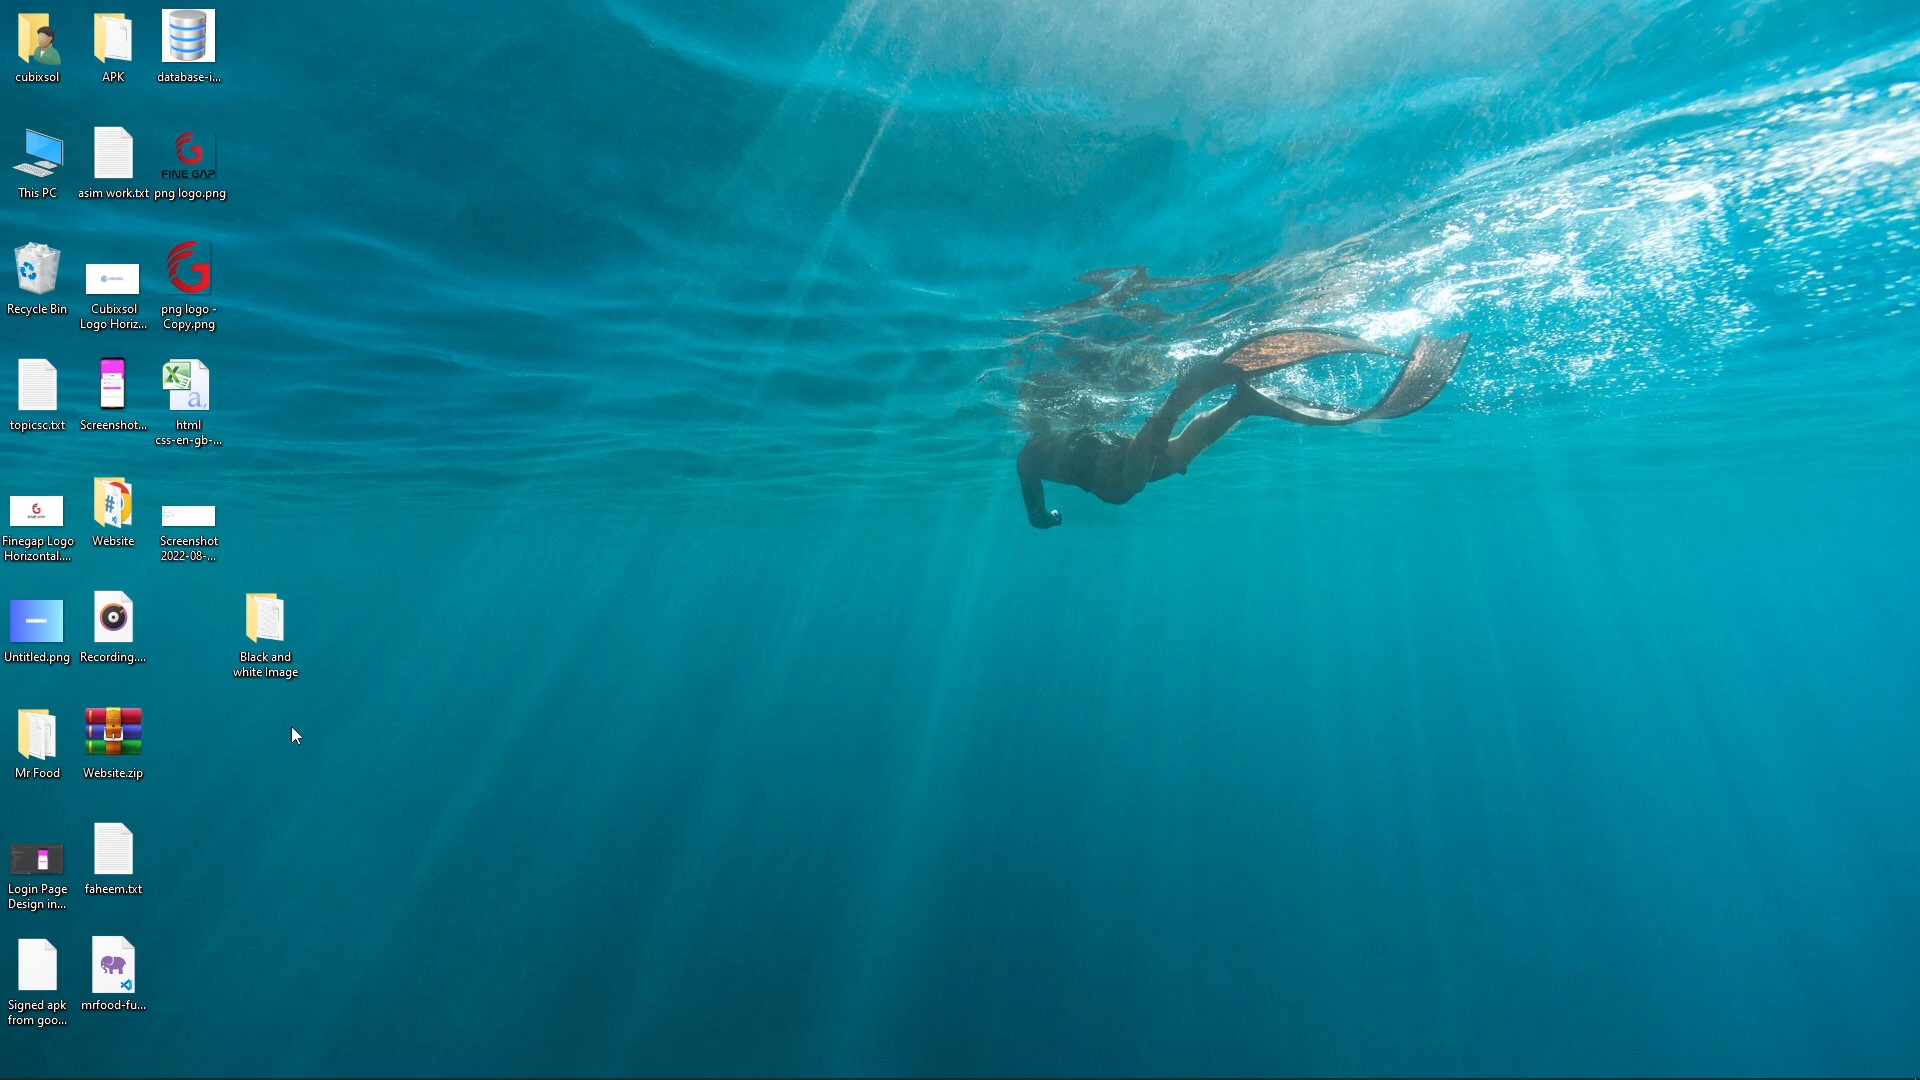 cubixsol
APK
database-i...
This PC
asim work.txt
FINE GAP
png logo.png
Recycle Bin
Cubixsol
Logo Horiz...
png logo -
Copy.png
topicsc.txt
Screenshot...
html
css-en-gb-...
FINE GAP
Finegap Logo
Horizontal....
Website
Screenshot
2022-08-...
Untitled.png
Recording....
Black and
white Image
Mr Food
Website.zip
Login Page
Design in...
faheem.txt
Signed apk
from goo...
mrfood-fu...